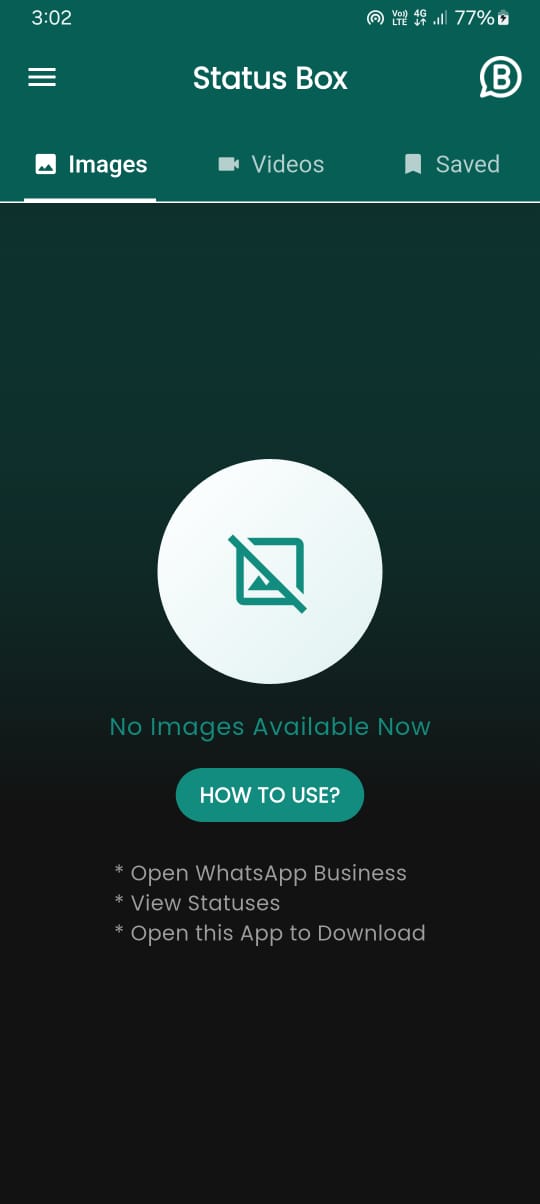 3:02
Vo)) LTE 4G 77%
Status Box
B
Images Videos Saved
No Images Available Now
HOW TO USE?
* Open WhatsApp Business
* View Statuses
* Open this App to Download